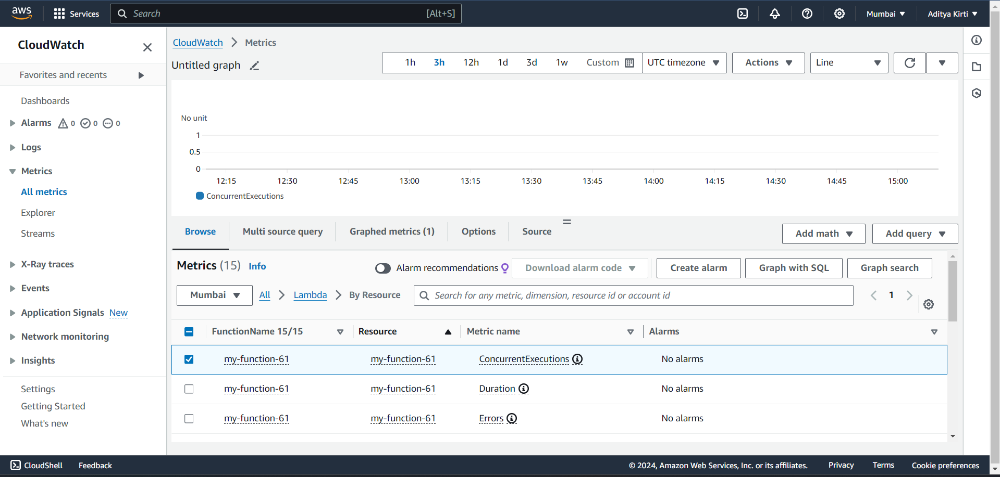 aws
Services
Search [Alt+S]
Mumbai
Aditya Kirti
CloudWatch
Favorites and recents
Dashboards
Alarms 0 0 0
Logs
Metrics
All metrics
Explorer
Streams
X-Ray traces
Events
Application Signals New
Network monitoring
Insights
Settings
Getting Started
What's new
CloudWatch Metrics
Untitled graph
1h 3h 12h 1d 3d 1w Custom UTC timezone Actions Line
No unit
1
0.5
0
12:15 12:30 12:45 13:00 13:15 13:30 13:45 14:00 14:15 14:30 14:45 15:00
ConcurrentExecutions
Browse Multi source query Graphed metrics (1) Options Source Add math Add query
Metrics (15) Info Alarm recommendations Download alarm code Create alarm Graph with SQL Graph search
Mumbai All Lambda By Resource Search for any metric, dimension, resource id or account id 1
FunctionName 15/15 Resource Metric name Alarms
my-function-61 my-function-61 ConcurrentExecutions No alarms
my-function-61 my-function-61 Duration No alarms
my-function-61 my-function-61 Errors No alarms
CloudShell Feedback © 2024, Amazon Web Services, Inc. or its affiliates. Privacy Terms Cookie preferences